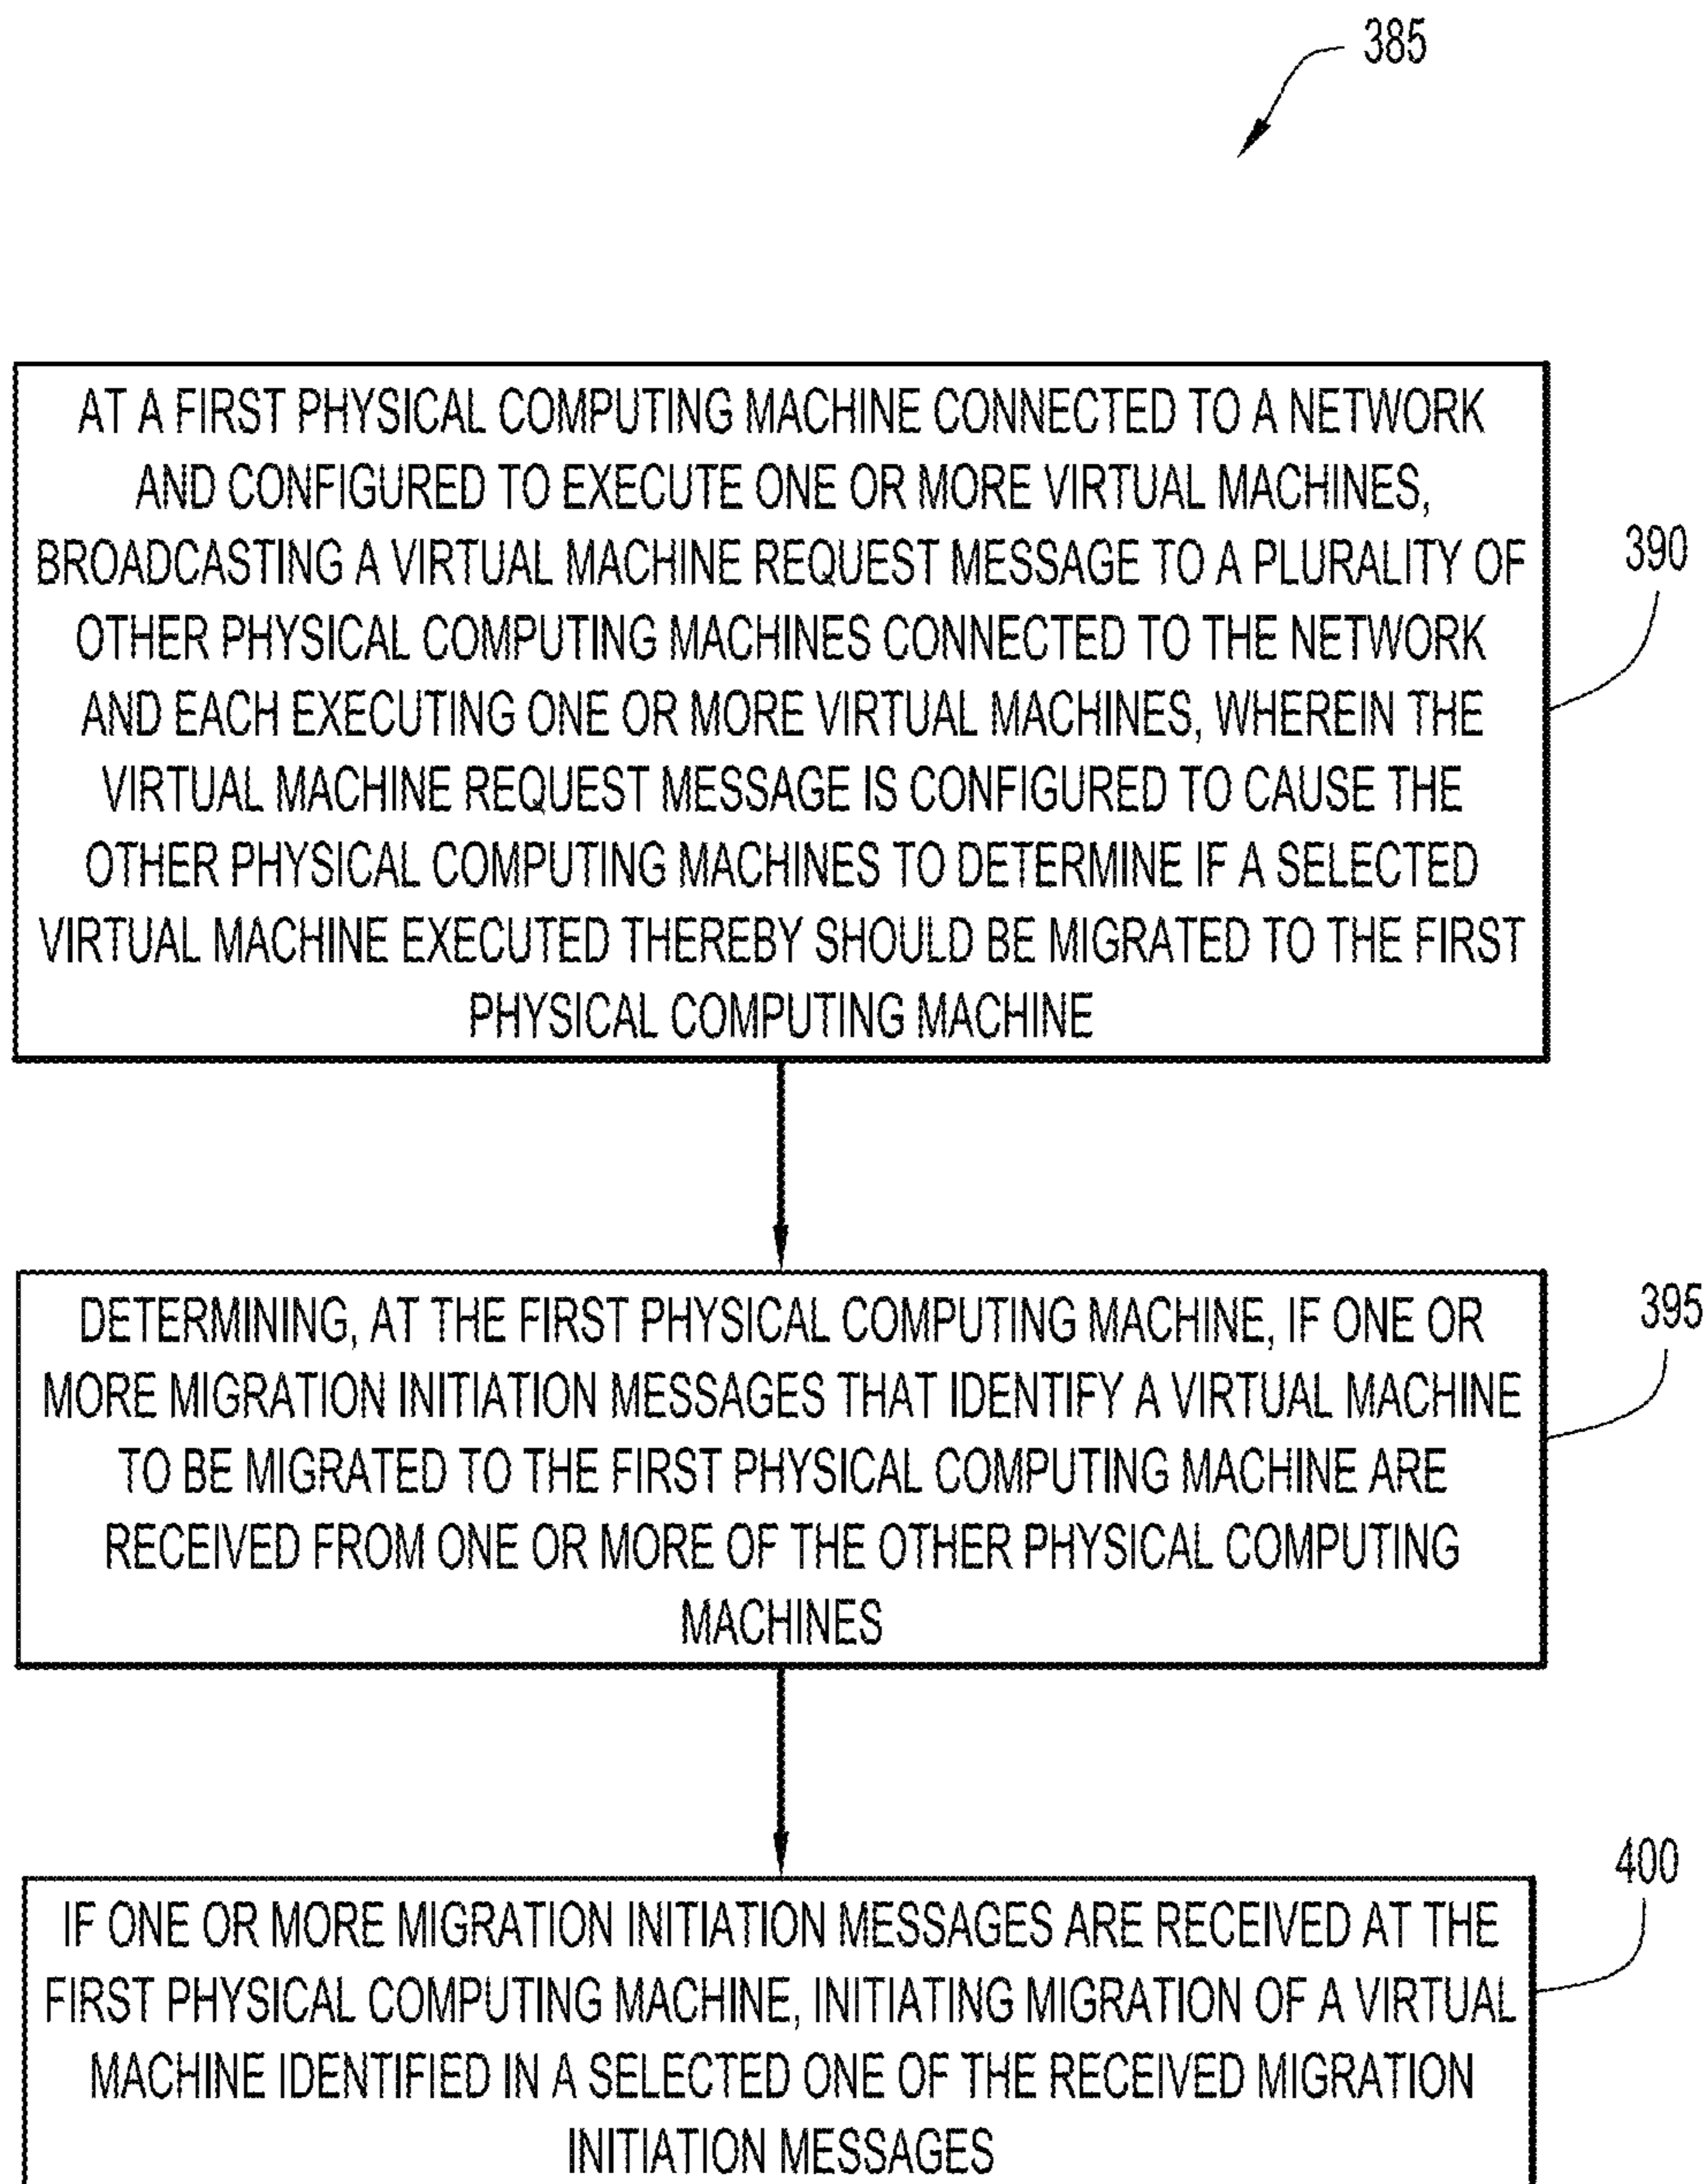 385
AT A FIRST PHYSICAL COMPUTING MACHINE CONNECTED TO A NETWORK
AND CONFIGURED TO EXECUTE ONE OR MORE VIRTUAL MACHINES,
BROADCASTING A VIRTUAL MACHINE REQUEST MESSAGE TO A PLURALITY OF
OTHER PHYSICAL COMPUTING MACHINES CONNECTED TO THE NETWORK
AND EACH EXECUTING ONE OR MORE VIRTUAL MACHINES, WHEREIN THE
VIRTUAL MACHINE REQUEST MESSAGE IS CONFIGURED TO CAUSE THE
OTHER PHYSICAL COMPUTING MACHINES TO DETERMINE IF A SELECTED
VIRTUAL MACHINE EXECUTED THEREBY SHOULD BE MIGRATED TO THE FIRST
PHYSICAL COMPUTING MACHINE
390
DETERMINING, AT THE FIRST PHYSICAL COMPUTING MACHINE, IF ONE OR
MORE MIGRATION INITIATION MESSAGES THAT IDENTIFY A VIRTUAL MACHINE
TO BE MIGRATED TO THE FIRST PHYSICAL COMPUTING MACHINE ARE
RECEIVED FROM ONE OR MORE OF THE OTHER PHYSICAL COMPUTING
MACHINES
395
IF ONE OR MORE MIGRATION INITIATION MESSAGES ARE RECEIVED AT THE
FIRST PHYSICAL COMPUTING MACHINE, INITIATING MIGRATION OF A VIRTUAL
MACHINE IDENTIFIED IN A SELECTED ONE OF THE RECEIVED MIGRATION
INITIATION MESSAGES
400